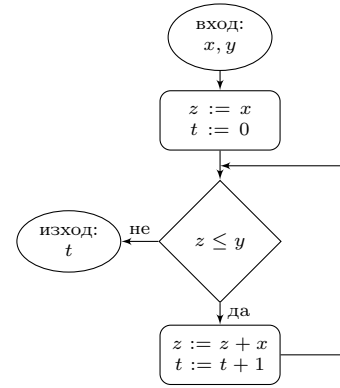 вход:
x, y
z := x
t := 0
z ≤ y
не
изход:
t
да
z := z + x
t := t + 1